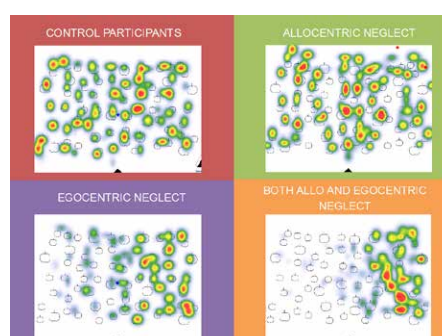 CONTROL PARTICIPANTS
ALLOCENTRIC NEGLECT
EGOCENTRIC NEGLECT
BOTH ALLO AND EGOCENTRIC
NEGLECT